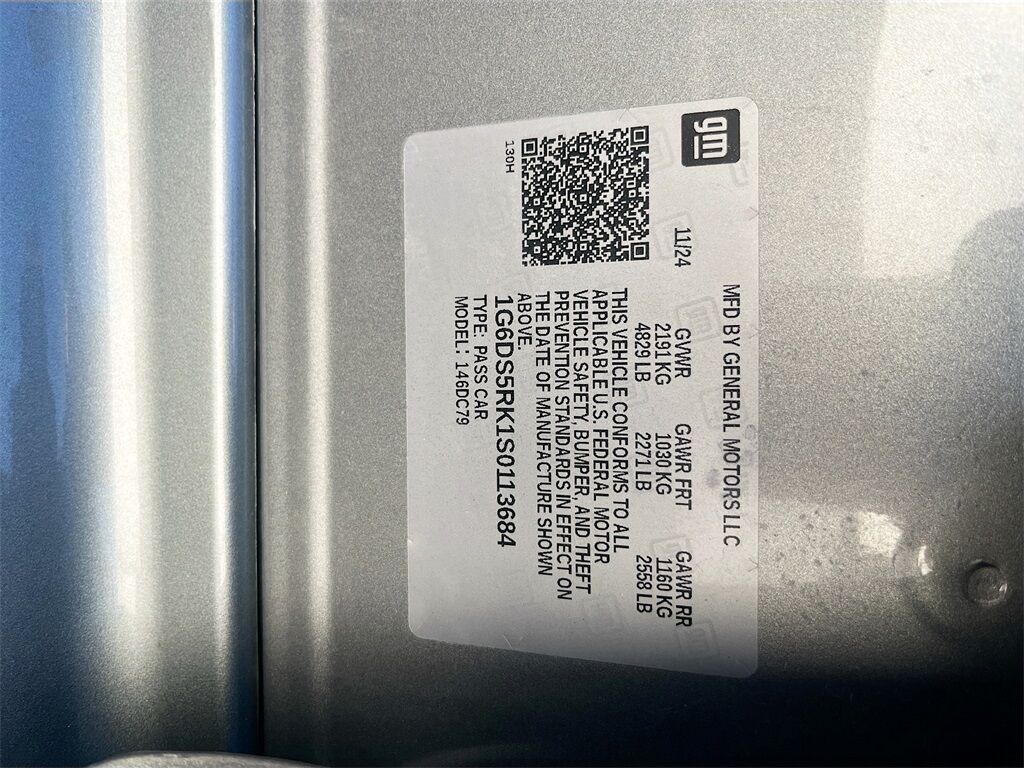 gm
MFD BY GENERAL MOTORS LLC
11/24
GVWR GAWR FRT GAWR RR
2191 KG 1030 KG 1160 KG
4829 LB 2271 LB 2558 LB
THIS VEHICLE CONFORMS TO ALL
APPLICABLE U.S. FEDERAL MOTOR
VEHICLE SAFETY, BUMPER, AND THEFT
PREVENTION STANDARDS IN EFFECT ON
THE DATE OF MANUFACTURE SHOWN
ABOVE.
130H
1G6DS5RK1S0113684
TYPE: PASS CAR
MODEL: 146DC79